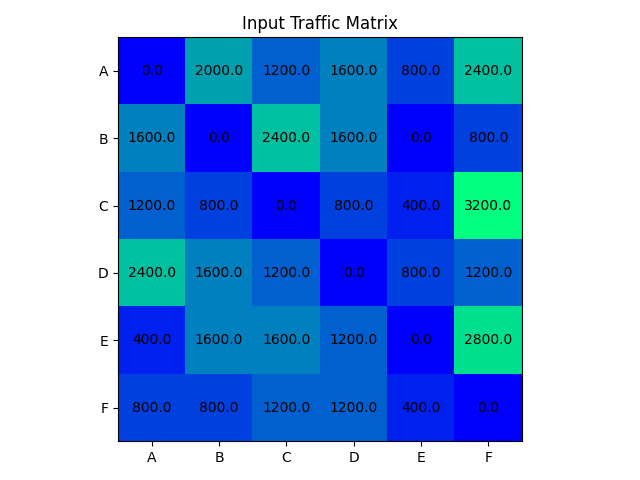 Input Traffic Matrix
A 0.0 2000.0 1200.0 1600.0 800.0 2400.0
B 1600.0 0.0 2400.0 1600.0 0.0 800.0
C 1200.0 800.0 0.0 800.0 400.0 3200.0
D 2400.0 1600.0 1200.0 0.0 800.0 1200.0
E 400.0 1600.0 1600.0 1200.0 0.0 2800.0
F 800.0 800.0 1200.0 1200.0 400.0 0.0
A B C D E F